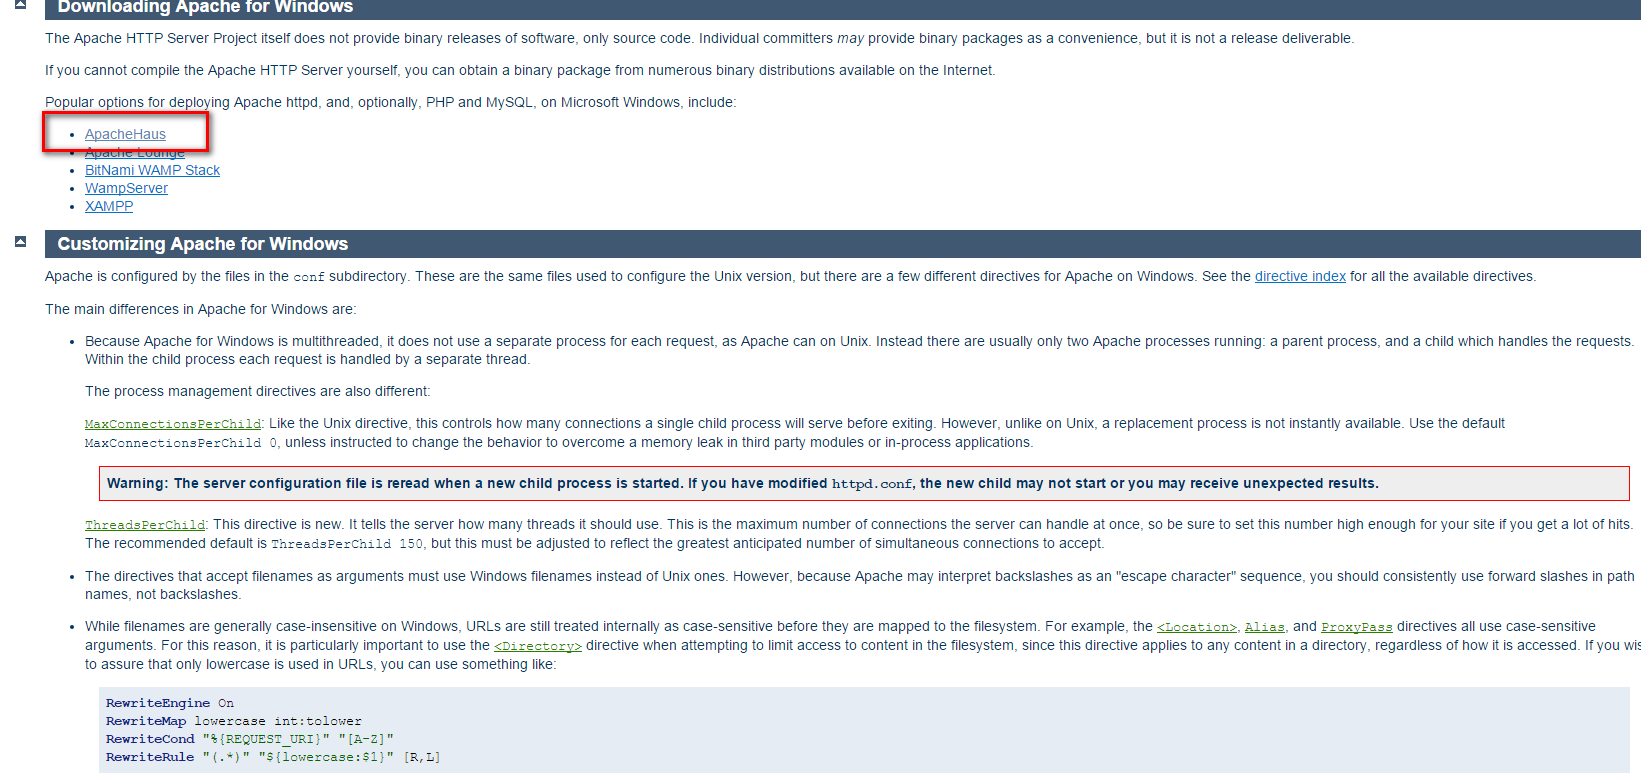 Downloading Apache for Windows
The Apache HTTP Server Project itself does not provide binary releases of software, only source code. Individual committers may provide binary packages as a convenience, but it is not a release deliverable.
If you cannot compile the Apache HTTP Server yourself, you can obtain a binary package from numerous binary distributions available on the Internet.
Popular options for deploying Apache httpd, and, optionally, PHP and MySQL, on Microsoft Windows, include:
• ApacheHaus
• Apache Lounge
• BitNami WAMP Stack
• WampServer
• XAMPP
Customizing Apache for Windows
Apache is configured by the files in the conf subdirectory. These are the same files used to configure the Unix version, but there are a few different directives for Apache on Windows. See the directive index for all the available directives.
The main differences in Apache for Windows are:
• Because Apache for Windows is multithreaded, it does not use a separate process for each request, as Apache can on Unix. Instead there are usually only two Apache processes running: a parent process, and a child which handles the requests.
Within the child process each request is handled by a separate thread.
The process management directives are also different:
MaxConnectionsPerChild: Like the Unix directive, this controls how many connections a single child process will serve before exiting. However, unlike on Unix, a replacement process is not instantly available. Use the default
MaxConnectionsPerChild 0, unless instructed to change the behavior to overcome a memory leak in third party modules or in-process applications.
Warning: The server configuration file is reread when a new child process is started. If you have modified httpd.conf, the new child may not start or you may receive unexpected results.
ThreadsPerChild: This directive is new. It tells the server how many threads it should use. This is the maximum number of connections the server can handle at once, so be sure to set this number high enough for your site if you get a lot of hits.
The recommended default is ThreadsPerChild 150, but this must be adjusted to reflect the greatest anticipated number of simultaneous connections to accept.
• The directives that accept filenames as arguments must use Windows filenames instead of Unix ones. However, because Apache may interpret backslashes as an "escape character" sequence, you should consistently use forward slashes in path
names, not backslashes.
• While filenames are generally case-insensitive on Windows, URLs are still treated internally as case-sensitive before they are mapped to the filesystem. For example, the <Location>, Alias, and ProxyPass directives all use case-sensitive
arguments. For this reason, it is particularly important to use the <Directory> directive when attempting to limit access to content in the filesystem, since this directive applies to any content in a directory, regardless of how it is accessed. If you wis
to assure that only lowercase is used in URLs, you can use something like:
RewriteEngine On
RewriteMap lowercase int:tolower
RewriteCond "%{REQUEST_URI}" "[A-Z]"
RewriteRule "(.*)" "${lowercase:$1}" [R,L]